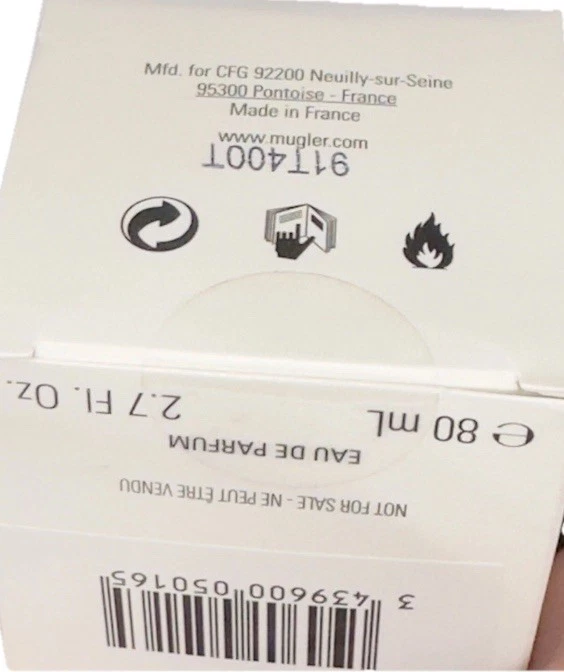 Mfd. for CFG 92200 Neuilly-sur-Seine
95300 Pontoise - France
Made in France
www.mugler.com
91T400T
℮ 80 mL 2.7 Fl. Oz.
EAU DE PARFUM
NOT FOR SALE - NE PEUT ÊTRE VENDU
3 439600 050165